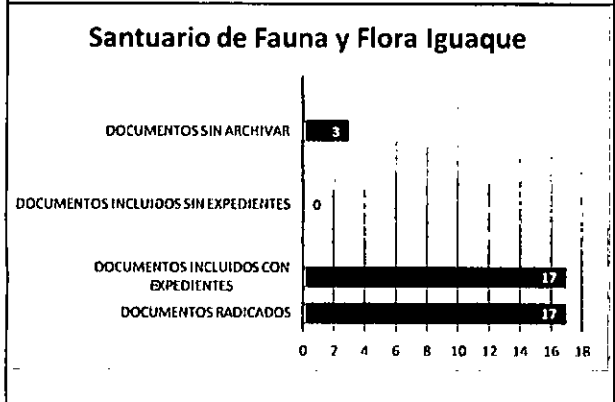 Santuario de Fauna y Flora Iguaque
DOCUMENTOS SIN ARCHIVAR
3
DOCUMENTOS INCLUIDOS SIN EXPEDIENTES
0
DOCUMENTOS INCLUIDOS CON
EXPEDIENTES
17
DOCUMENTOS RADICADOS
17
0 2 4 6 8 10 12 14 16 18